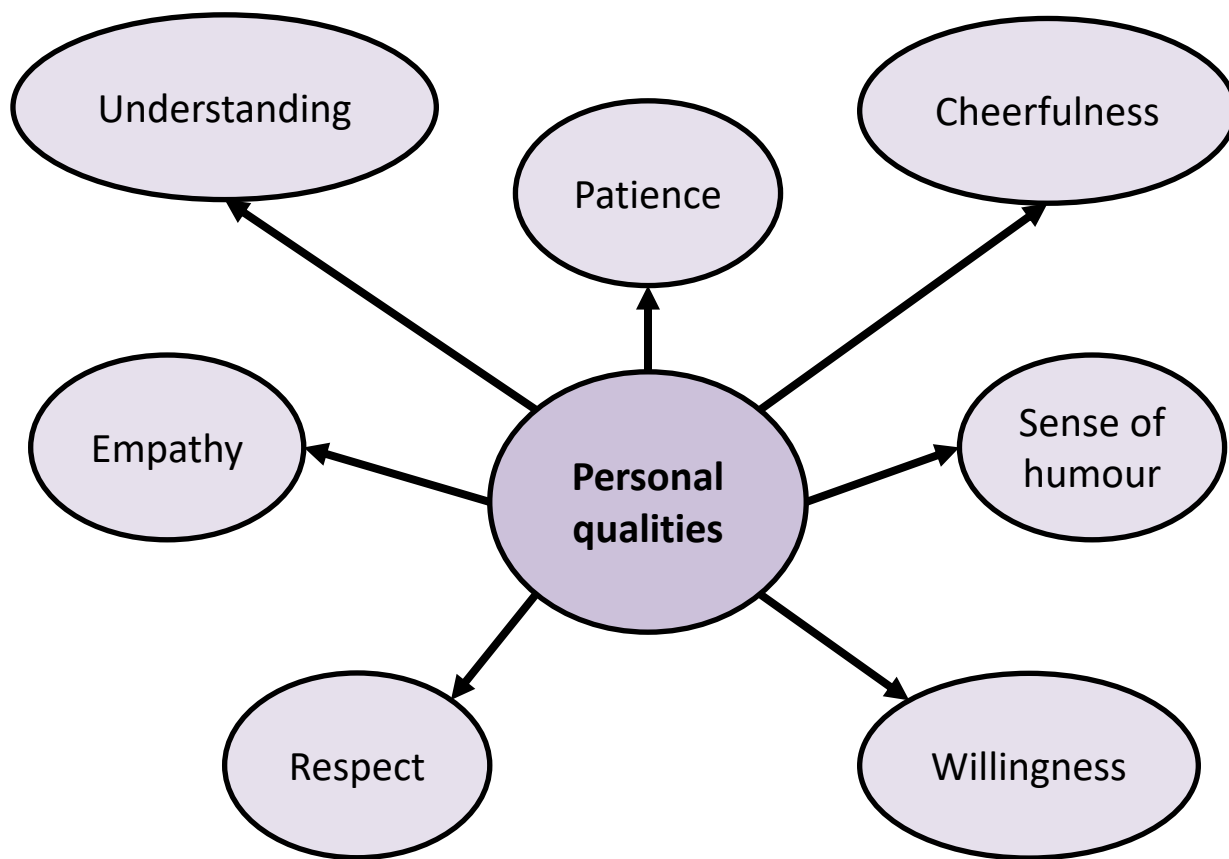 Understanding
Patience
Cheerfulness
Empathy
Personal
qualities
Sense of
humour
Respect
Willingness